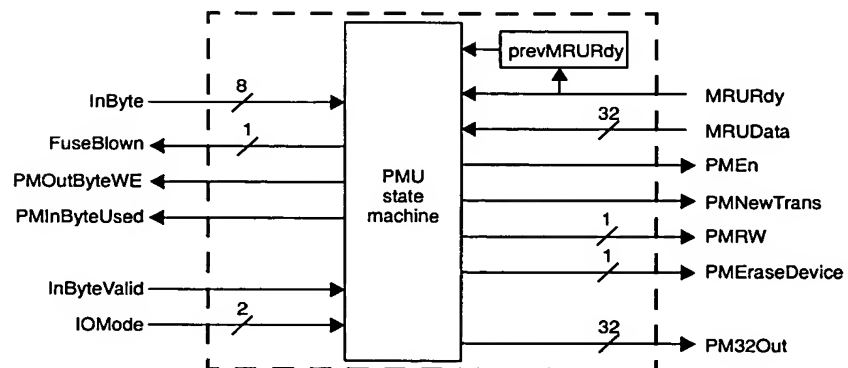 prevMRURdy
InByte
8
MRURdy
FuseBlown
1
32
MRUData
PMOutByteWE
PMU
state
machine
PMEn
PMInByteUsed
PMNewTrans
1
PMRW
1
PMEraseDevice
InByteValid
IOMode
2
32
PM32Out